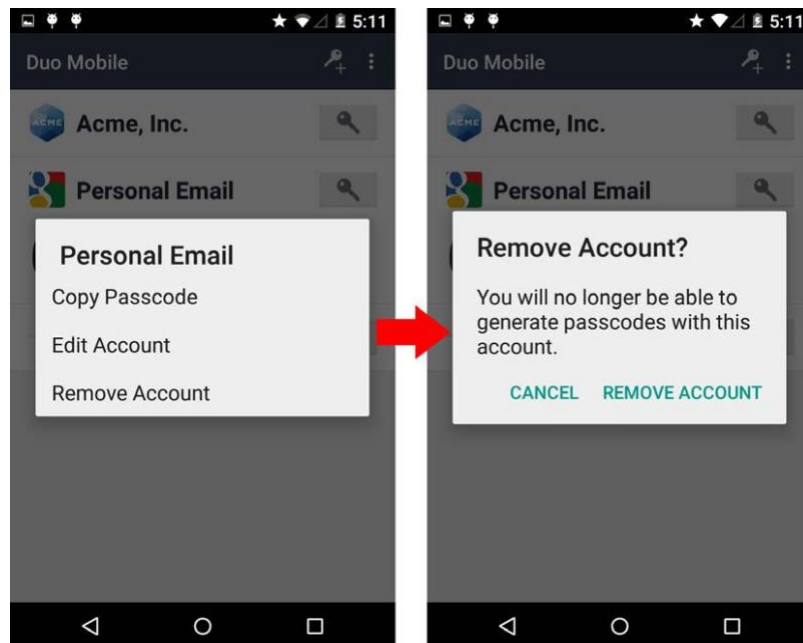 5:11
Duo Mobile
ACME
Acme, Inc.
Personal Email
Personal Email
Copy Passcode
Edit Account
Remove Account
5:11
Duo Mobile
ACME
Acme, Inc.
Personal Email
Remove Account?
You will no longer be able to
generate passcodes with this
account.
CANCEL REMOVE ACCOUNT